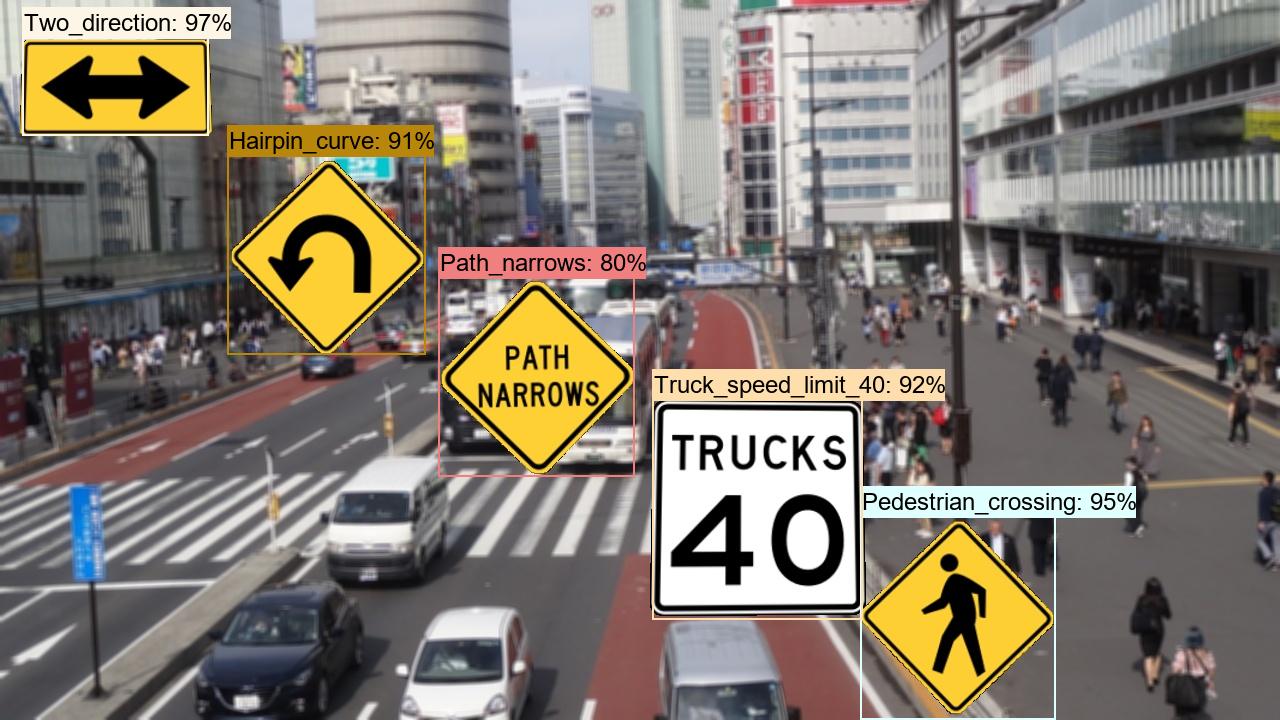 Two_direction: 97%
Hairpin_curve: 91%
Path_narrows: 80%
PATH
NARROWS
Truck_speed_limit_40: 92%
TRUCKS
40
Pedestrian_crossing: 95%